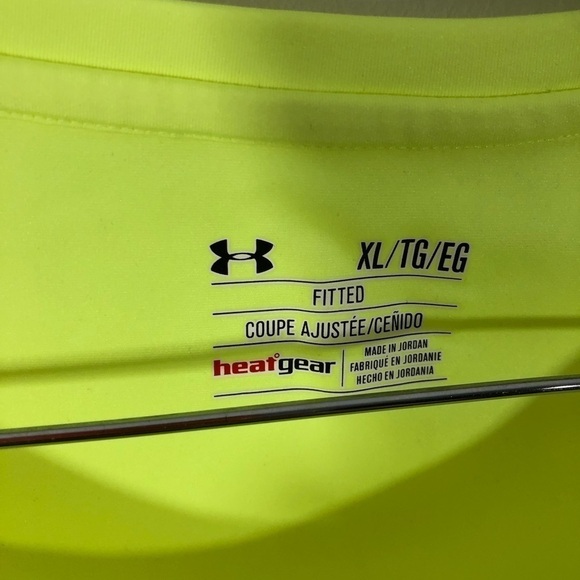 XL/TG/EG
FITTED
COUPE AJUSTÉE/CEÑIDO
heatgear
MADE IN JORDAN
FABRIQUÉ EN JORDANIE
HECHO EN JORDANIA